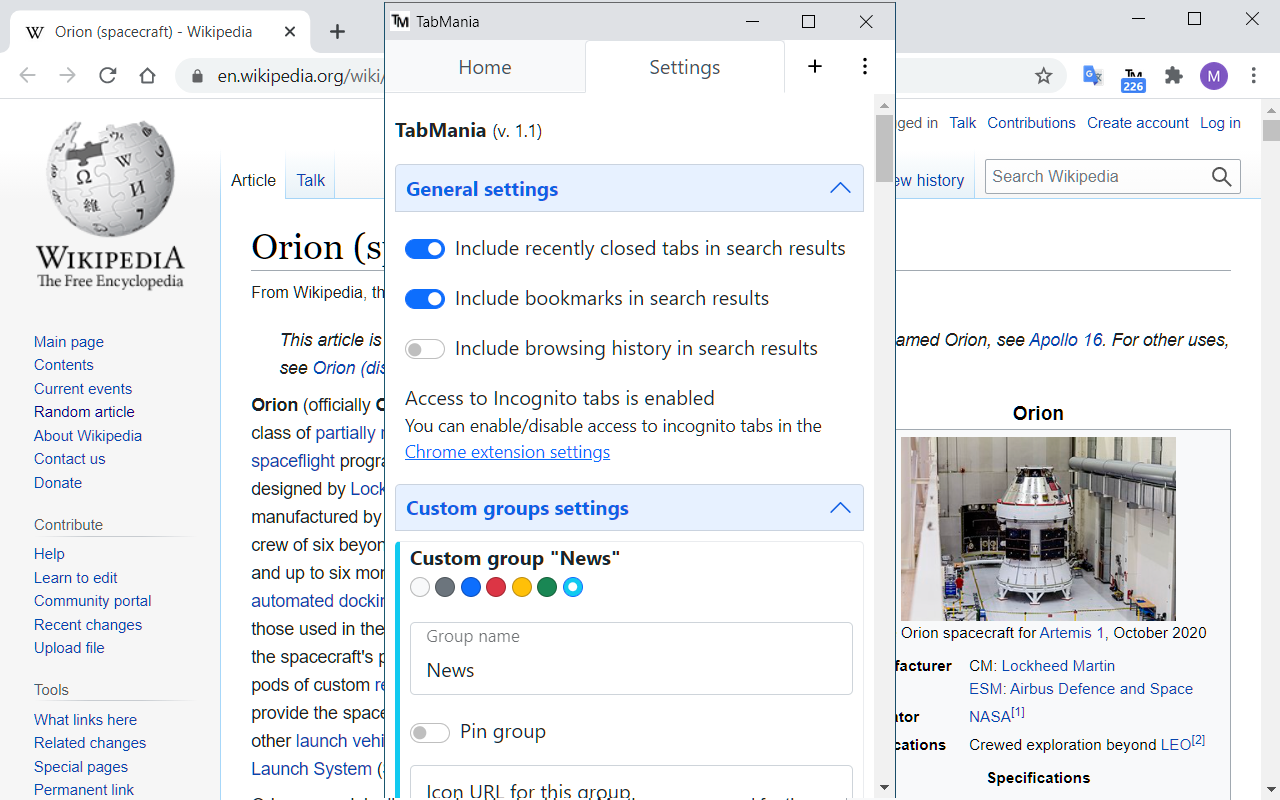 Orion (spacecraft) - Wikipedia
TM TabMania
en.wikipedia.org/wiki/
226
M
Home
Settings
TabMania (v. 1.1)
General settings
Include recently closed tabs in search results
Include bookmarks in search results
Include browsing history in search results
Access to Incognito tabs is enabled
You can enable/disable access to incognito tabs in the
Chrome extension settings
Custom groups settings
Custom group "News"
Group name
News
Pin group
Icon URL for this group.
WIKIPEDIA
The Free Encyclopedia
Main page
Contents
Current events
Random article
About Wikipedia
Contact us
Donate
Contribute
Help
Learn to edit
Community portal
Recent changes
Upload file
Tools
What links here
Related changes
Special pages
Permanent link
Article
Talk
Orion (s
From Wikipedia, th
This article is
see Orion (dis
Orion (officially
class of partially
spaceflight progra
designed by Lock
manufactured by
crew of six beyon
and up to six mor
automated dockin
those used in the
the spacecraft's p
pods of custom re
provide the space
other launch vehi
Launch System (
ged in Talk Contributions Create account Log in
ew history
Search Wikipedia
amed Orion, see Apollo 16. For other uses,
Orion
Orion spacecraft for Artemis 1, October 2020
facturer CM: Lockheed Martin
ESM: Airbus Defence and Space
ator NASA[1]
cations Crewed exploration beyond LEO[2]
Specifications